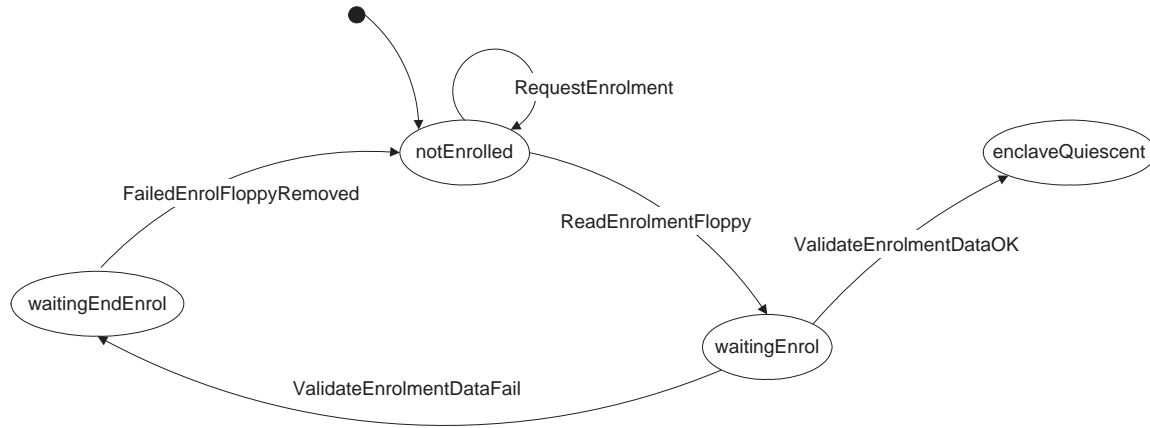 RequestEnrolment
notEnrolled
enclaveQuiescent
FailedEnrolFloppyRemoved
ReadEnrolmentFloppy
ValidateEnrolmentDataOK
waitingEndEnrol
waitingEnrol
ValidateEnrolmentDataFail